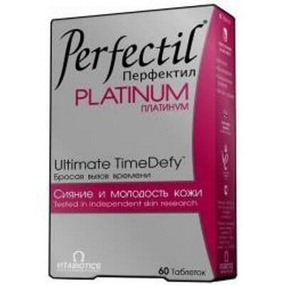 Perfectil®
Перфектил
PLATINUM
ПЛАТИНУМ
Ultimate TimeDefy™
Бросая вызов времени
Сияние и молодость кожи
Tested in independent skin research
VITABIOTICS
60 Таблеток